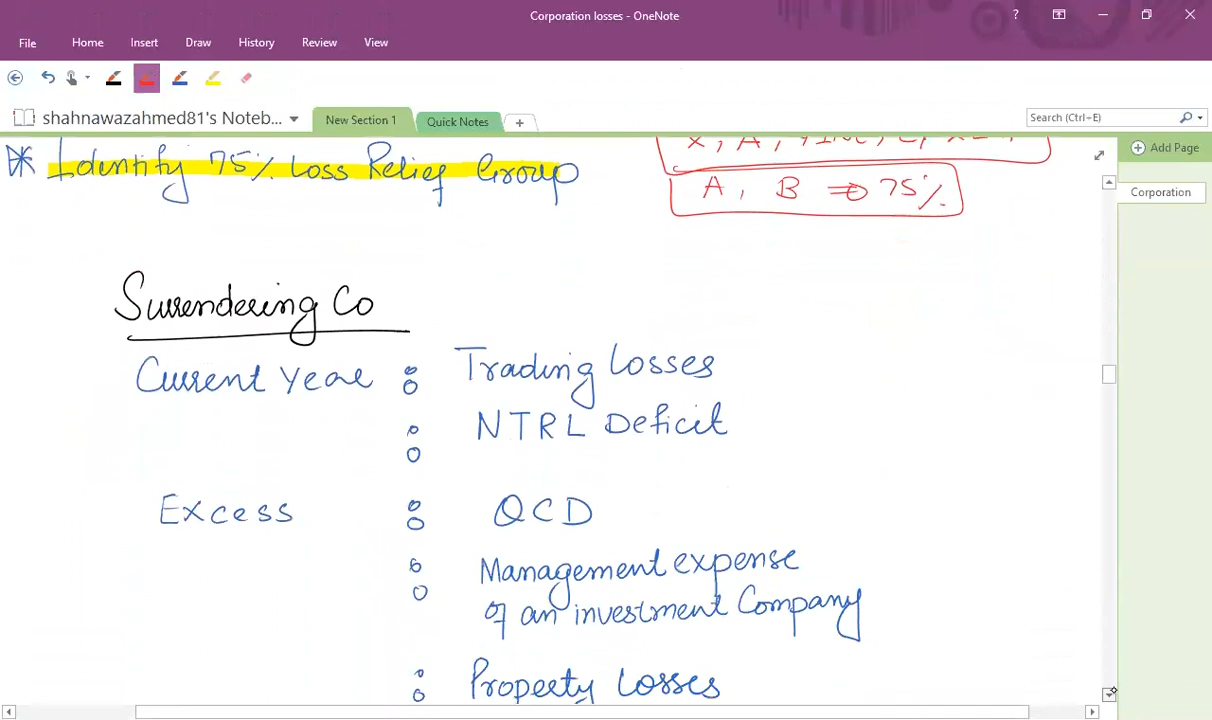 Corporation losses - OneNote
?
File Home Insert Draw History Review View
shahnawazahmed81's Noteb... New Section 1 Quick Notes + Search (Ctrl+E)
Add Page
Corporation
Identify 75% Loss Relief Group
A, B ⇒ 75%
Surrendering Co
Current Year : Trading Losses
: NTRL Deficit
Excess : QCD
: Management expense
of an investment Company
: Property Losses